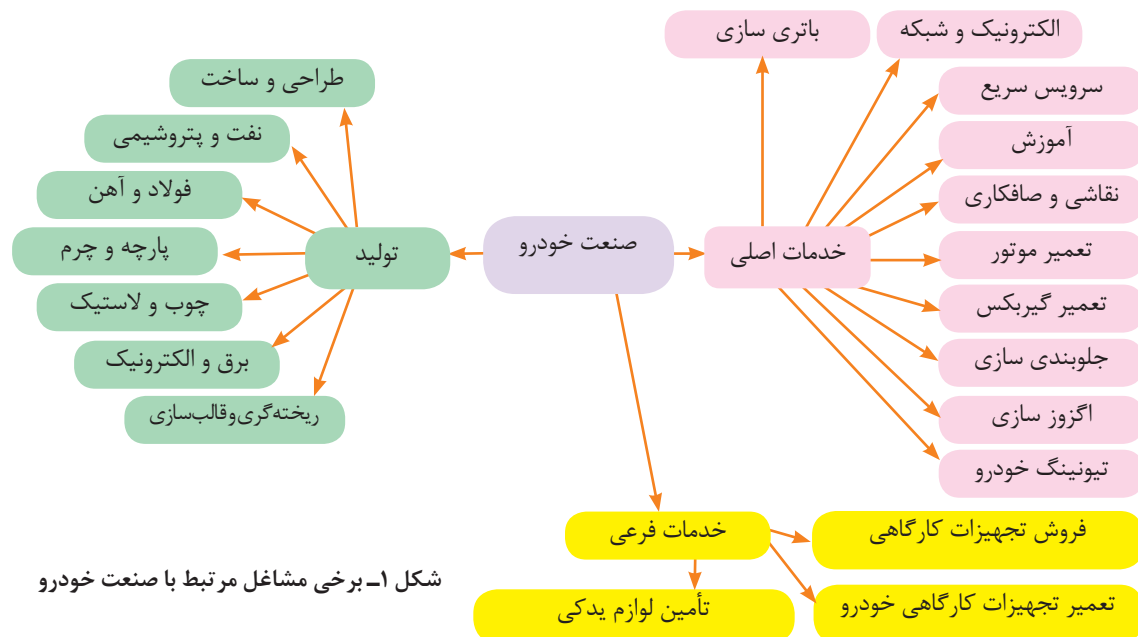 باتری سازی
الکترونیک و شبکه
سرویس سریع
آموزش
نقاشی و صافکاری
تعمیر موتور
تعمیر گیربکس
جلوبندی سازی
اگزوز سازی
تیونینگ خودرو
خدمات اصلی
صنعت خودرو
تولید
طراحی و ساخت
نفت و پتروشیمی
فولاد و آهن
پارچه و چرم
چوب و لاستیک
برق و الکترونیک
ریخته‌گری‌وقالب‌سازی
خدمات فرعی
فروش تجهیزات کارگاهی
تعمیر تجهیزات کارگاهی خودرو
تأمین لوازم یدکی
شکل ۱ــ برخی مشاغل مرتبط با صنعت خودرو